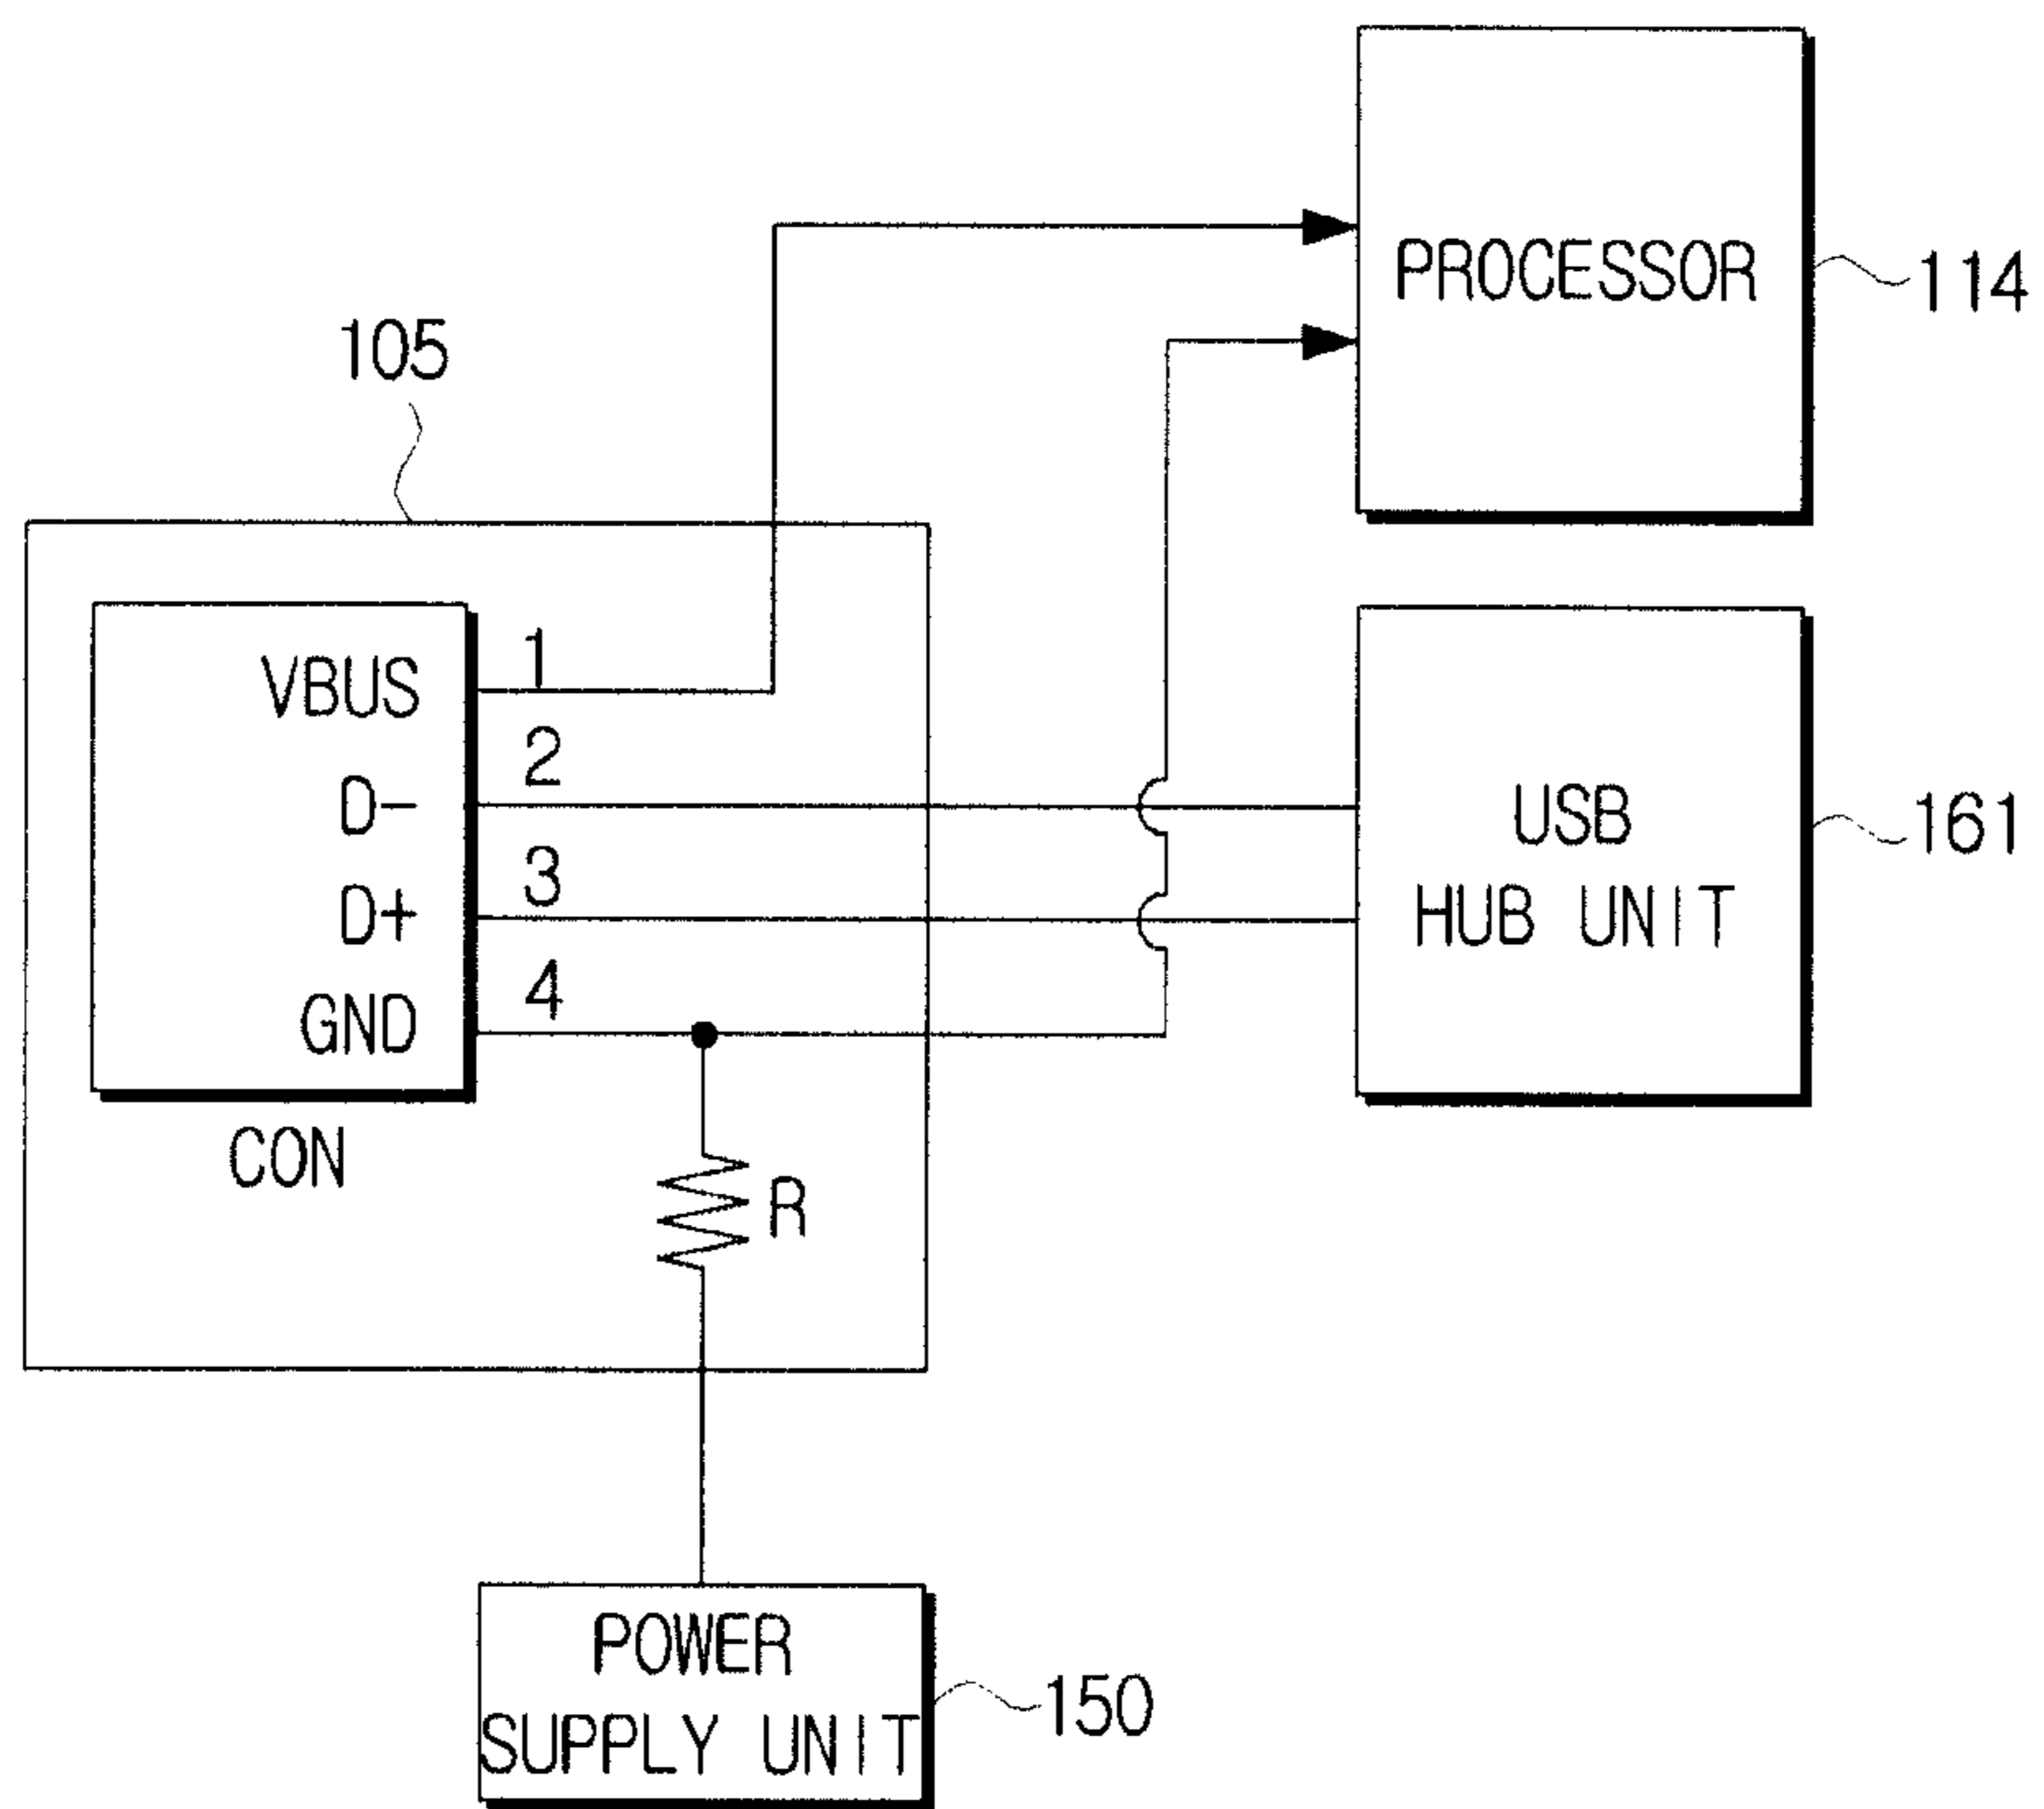 PROCESSOR
114
105
VBUS
1
D-
2
D+
3
GND
4
CON
R
USB
HUB UNIT
161
POWER
SUPPLY UNIT
150